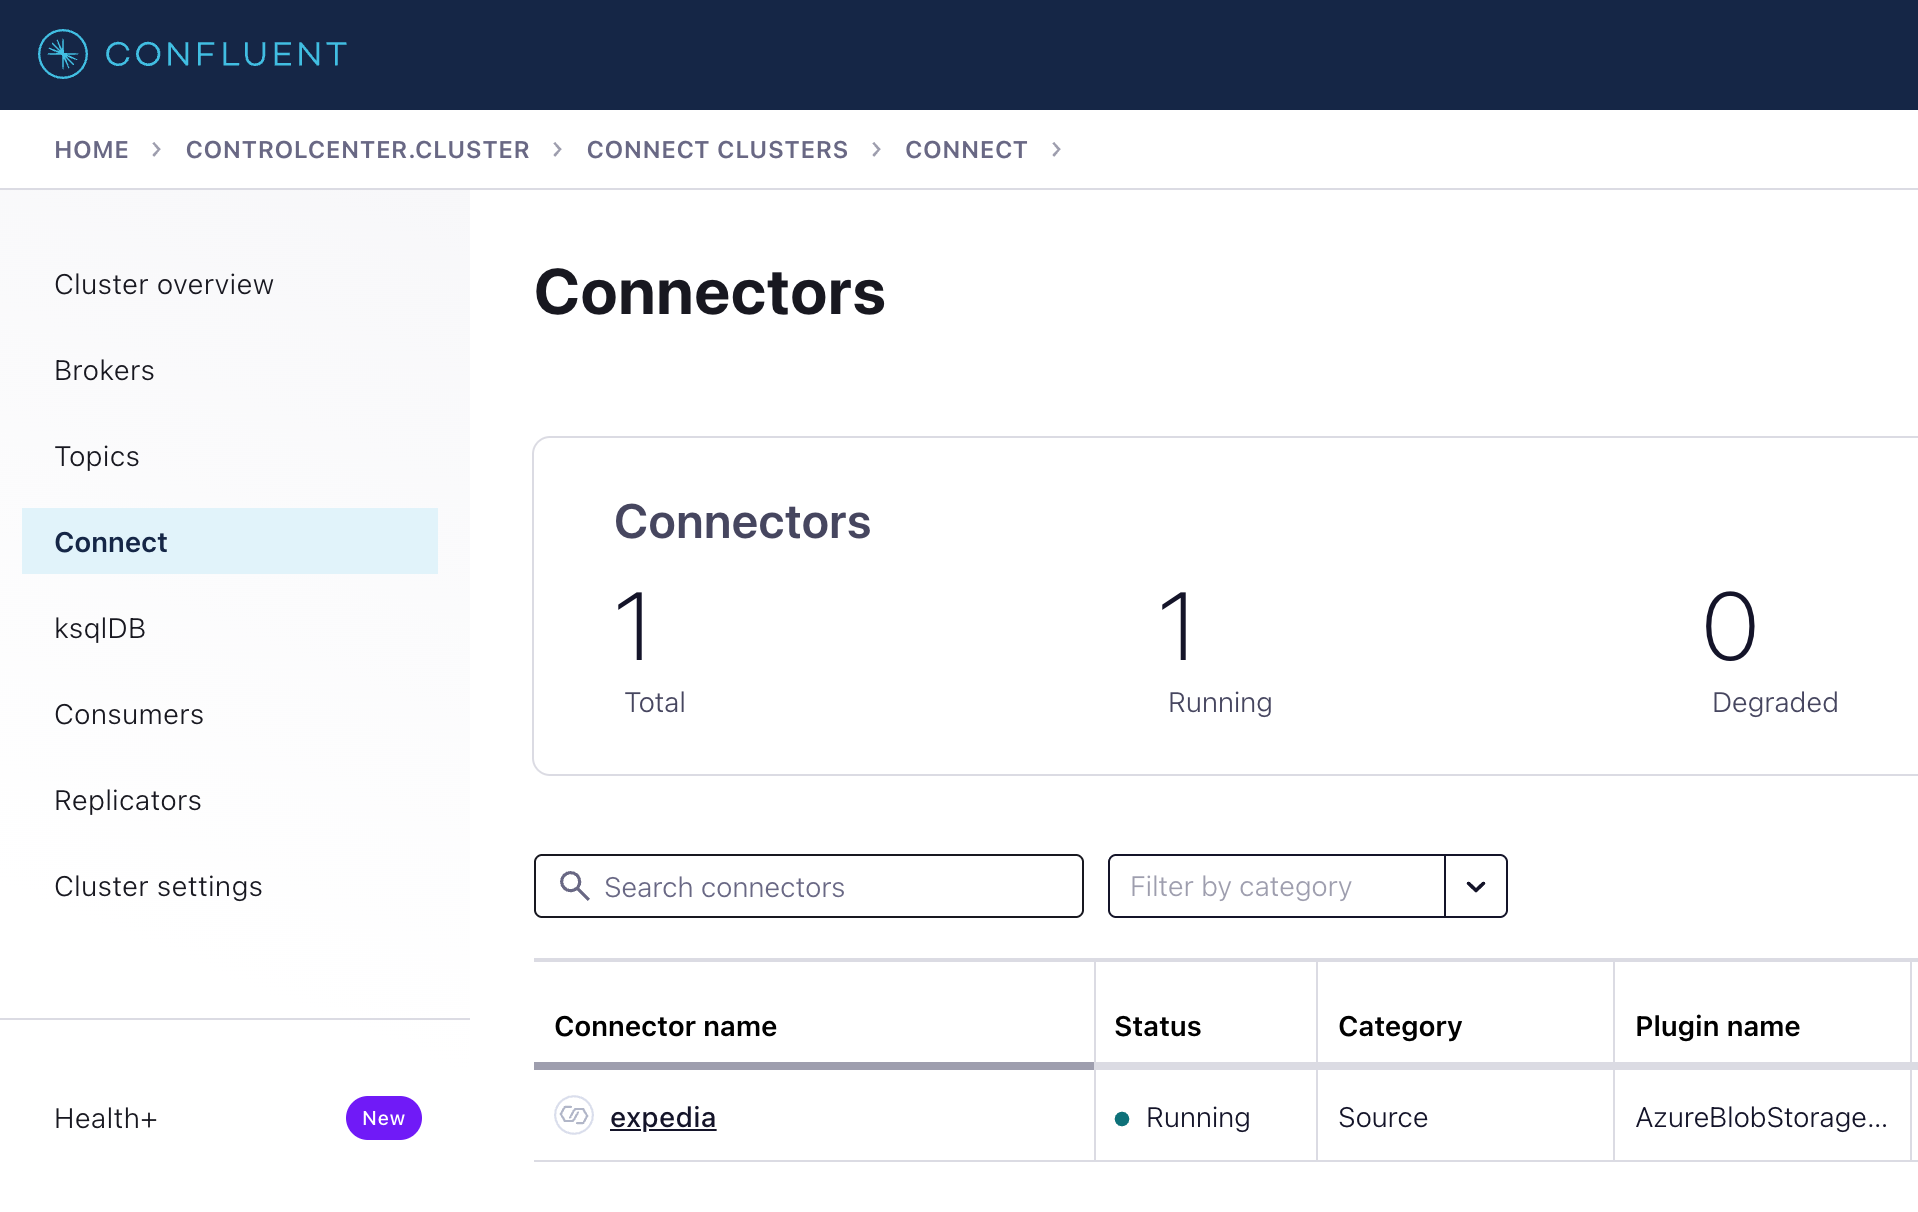 CONFLUENT
HOME > CONTROLCENTER.CLUSTER > CONNECT CLUSTERS > CONNECT >
Cluster overview
Brokers
Topics
Connect
ksqlDB
Consumers
Replicators
Cluster settings
Health+ New
Connectors
Connectors
1 1 0
Total Running Degraded
Search connectors Filter by category
Connector name Status Category Plugin name
expedia Running Source AzureBlobStorage...